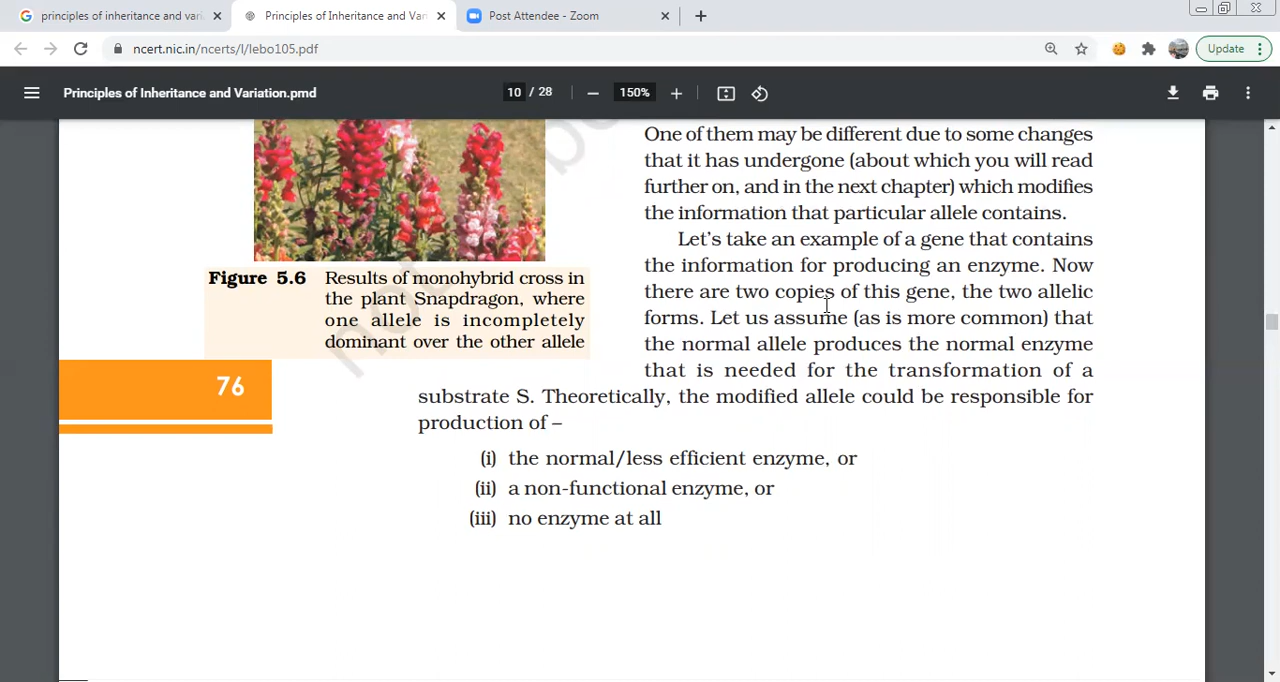 principles of inheritance and vari
Principles of Inheritance and Var
Post Attendee - Zoom
ncert.nic.in/ncerts/l/lebo105.pdf
Update
Principles of Inheritance and Variation.pmd
10 / 28
150%
One of them may be different due to some changes
that it has undergone (about which you will read
further on, and in the next chapter) which modifies
the information that particular allele contains.
Let's take an example of a gene that contains
the information for producing an enzyme. Now
there are two copies of this gene, the two allelic
forms. Let us assume (as is more common) that
the normal allele produces the normal enzyme
that is needed for the transformation of a
substrate S. Theoretically, the modified allele could be responsible for
production of –
(i) the normal/less efficient enzyme, or
(ii) a non-functional enzyme, or
(iii) no enzyme at all
Figure 5.6 Results of monohybrid cross in
the plant Snapdragon, where
one allele is incompletely
dominant over the other allele
76
not
be